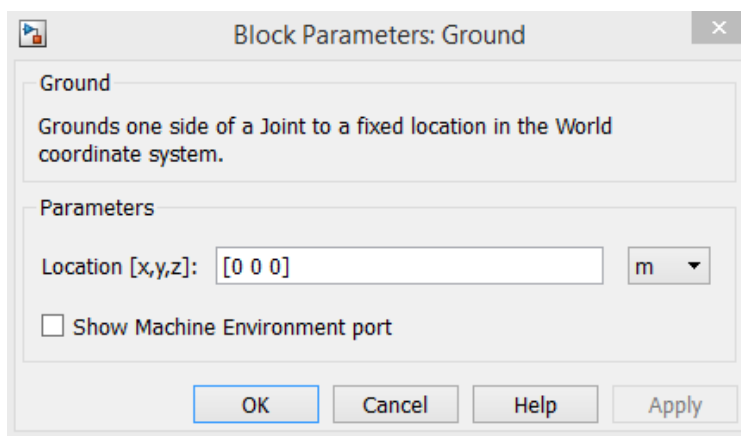 Block Parameters: Ground
Ground
Grounds one side of a Joint to a fixed location in the World
coordinate system.
Parameters
Location [x,y,z]: [0 0 0] m
Show Machine Environment port
OK Cancel Help Apply